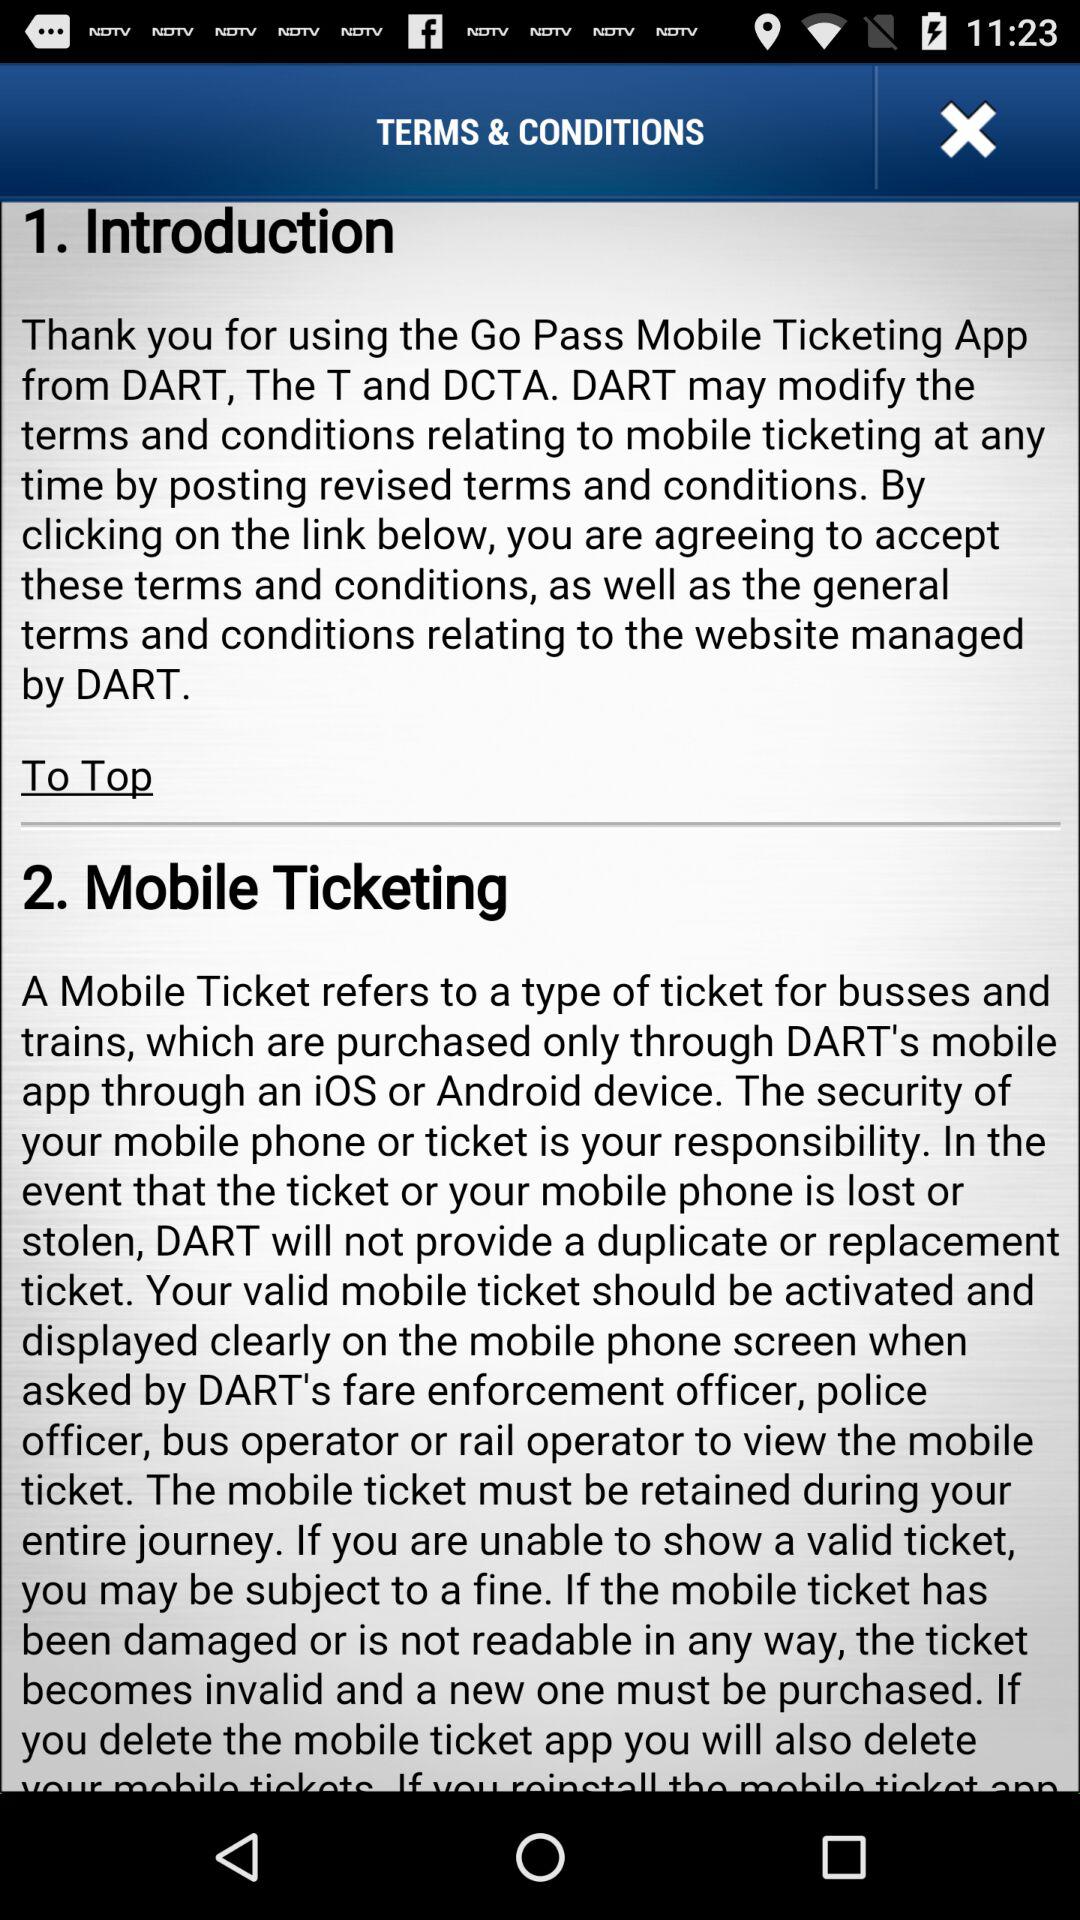 NDTV NDTV NDTV NDTV NDTV NDTV NDTV NDTV NDTV 11:23
TERMS & CONDITIONS
1. Introduction
Thank you for using the Go Pass Mobile Ticketing App
from DART, The T and DCTA. DART may modify the
terms and conditions relating to mobile ticketing at any
time by posting revised terms and conditions. By
clicking on the link below, you are agreeing to accept
these terms and conditions, as well as the general
terms and conditions relating to the website managed
by DART.
To Top
2. Mobile Ticketing
A Mobile Ticket refers to a type of ticket for busses and
trains, which are purchased only through DART's mobile
app through an iOS or Android device. The security of
your mobile phone or ticket is your responsibility. In the
event that the ticket or your mobile phone is lost or
stolen, DART will not provide a duplicate or replacement
ticket. Your valid mobile ticket should be activated and
displayed clearly on the mobile phone screen when
asked by DART's fare enforcement officer, police
officer, bus operator or rail operator to view the mobile
ticket. The mobile ticket must be retained during your
entire journey. If you are unable to show a valid ticket,
you may be subject to a fine. If the mobile ticket has
been damaged or is not readable in any way, the ticket
becomes invalid and a new one must be purchased. If
you delete the mobile ticket app you will also delete
your mobile tickets. If you reinstall the mobile ticket app